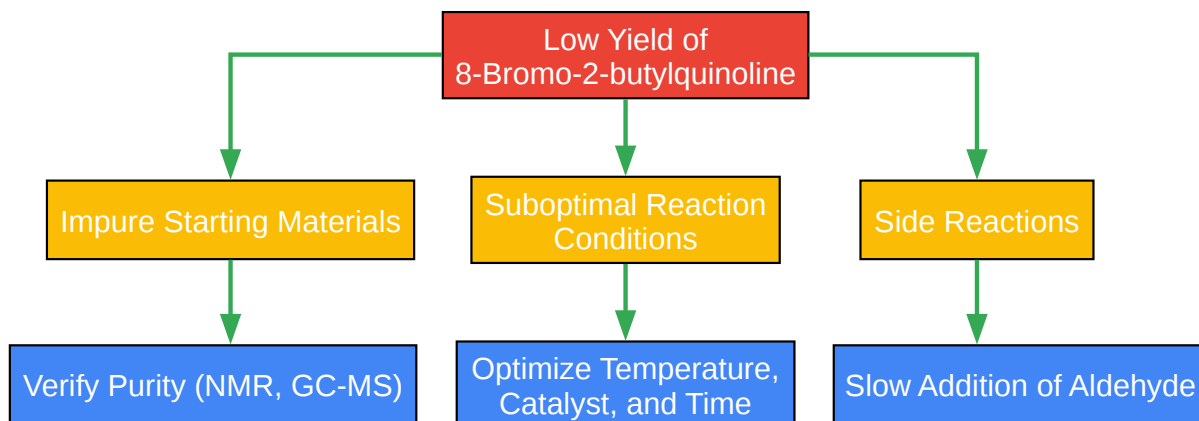 Low Yield of
8-Bromo-2-butylquinoline
Impure Starting Materials
Suboptimal Reaction
Conditions
Side Reactions
Verify Purity (NMR, GC-MS)
Optimize Temperature,
Catalyst, and Time
Slow Addition of Aldehyde